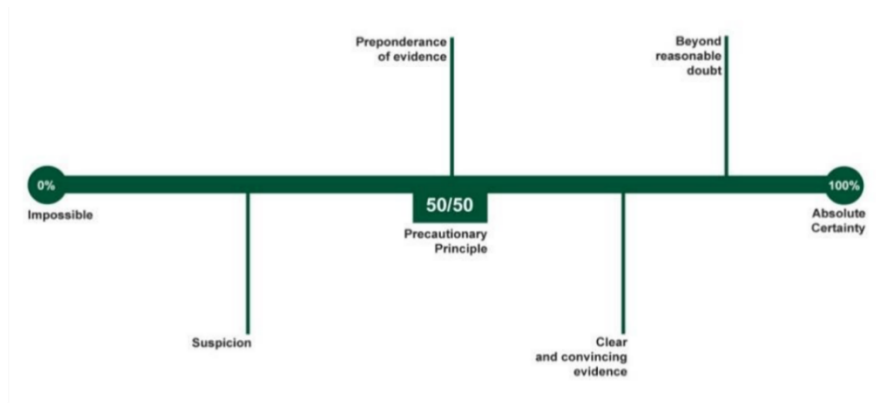 Preponderance
of evidence
Beyond
reasonable
doubt
0%
100%
Impossible
50/50
Absolute
Certainty
Precautionary
Principle
Suspicion
Clear
and convincing
evidence